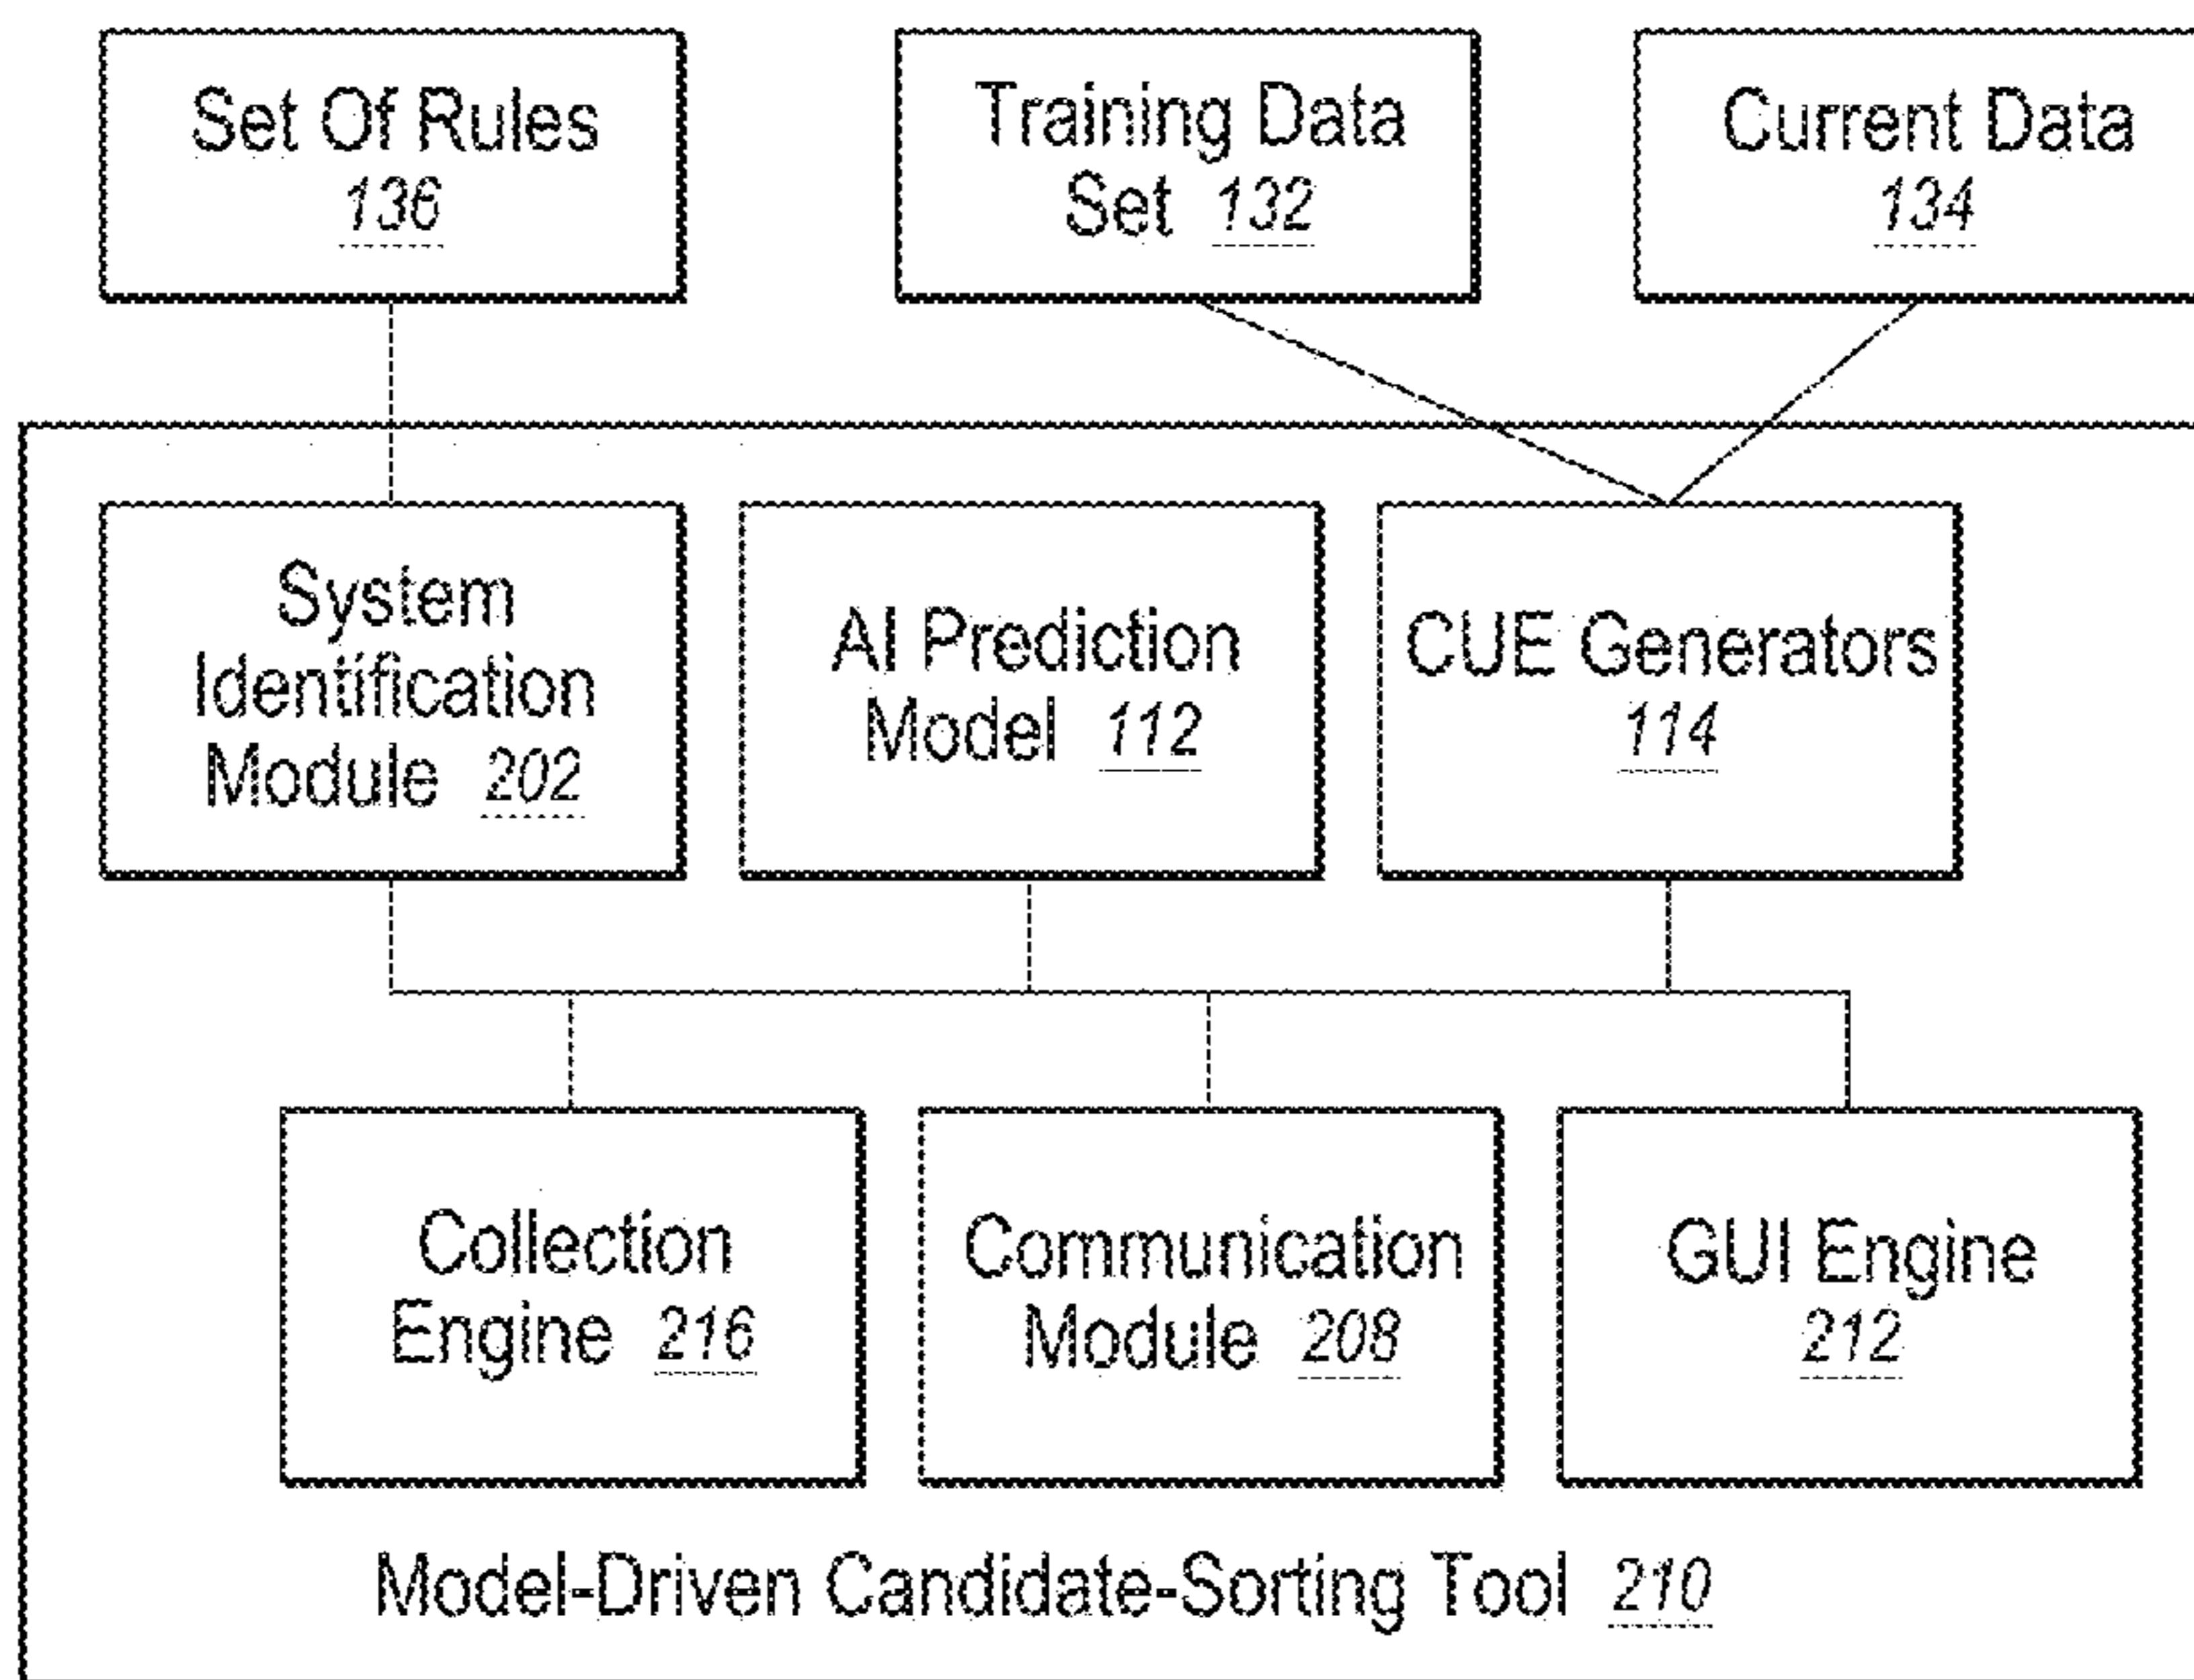 Set Of Rules
136
Training Data
Set 132
Current Data
134
System
Identification
Module 202
AI Prediction
Model 112
CUE Generators
114
Collection
Engine 216
Communication
Module 208
GUI Engine
212
Model-Driven Candidate-Sorting Tool 210